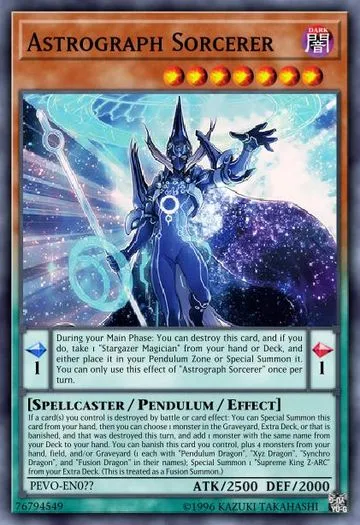 ASTROGRAPH SORCERER
DARK
闇
During your Main Phase: You can destroy this card, and if you
do, take 1 "Stargazer Magician" from your hand or Deck, and
either place it in your Pendulum Zone or Special Summon it.
You can only use this effect of "Astrograph Sorcerer" once per
turn.
1
1
[SPELLCASTER / PENDULUM / EFFECT]
If a card(s) you control is destroyed by battle or card effect: You can Special Summon this
card from your hand, then you can choose 1 monster in the Graveyard, Extra Deck, or that is
banished, and that was destroyed this turn, and add 1 monster with the same name from
your Deck to your hand. You can banish this card you control, plus 4 monsters from your
hand, field, and/or Graveyard (1 each with "Pendulum Dragon", "Xyz Dragon", "Synchro
Dragon", and "Fusion Dragon" in their names); Special Summon 1 "Supreme King Z-ARC"
from your Extra Deck. (This is treated as a Fusion Summon.)
PEVO-EN0?? ATK/2500 DEF/2000
76794549 ©1996 KAZUKI TAKAHASHI